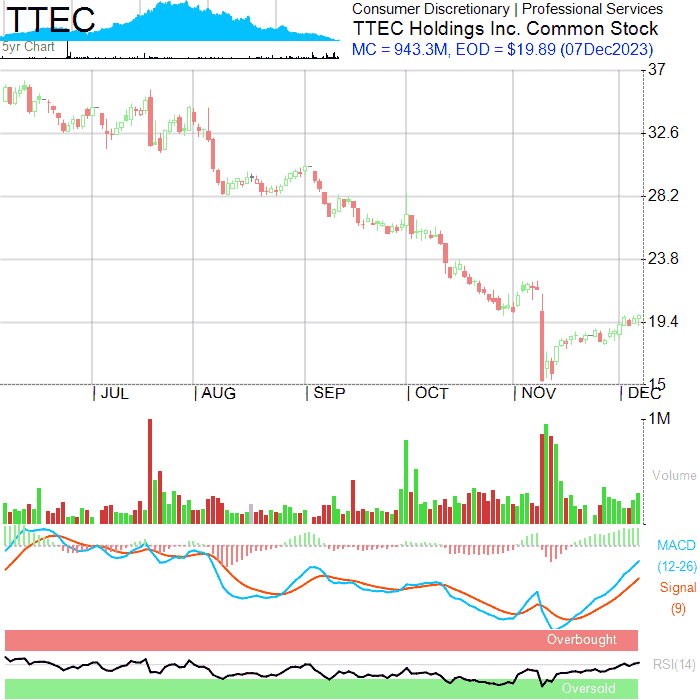 TTEC
5yr Chart
Consumer Discretionary | Professional Services
TTEC Holdings Inc. Common Stock
MC = 943.3M, EOD = $19.89 (07Dec2023)
37
32.6
28.2
23.8
19.4
15
JUL
AUG
SEP
OCT
NOV
DEC
1M
Volume
MACD
(12-26)
Signal
(9)
Overbought
RSI(14)
Oversold